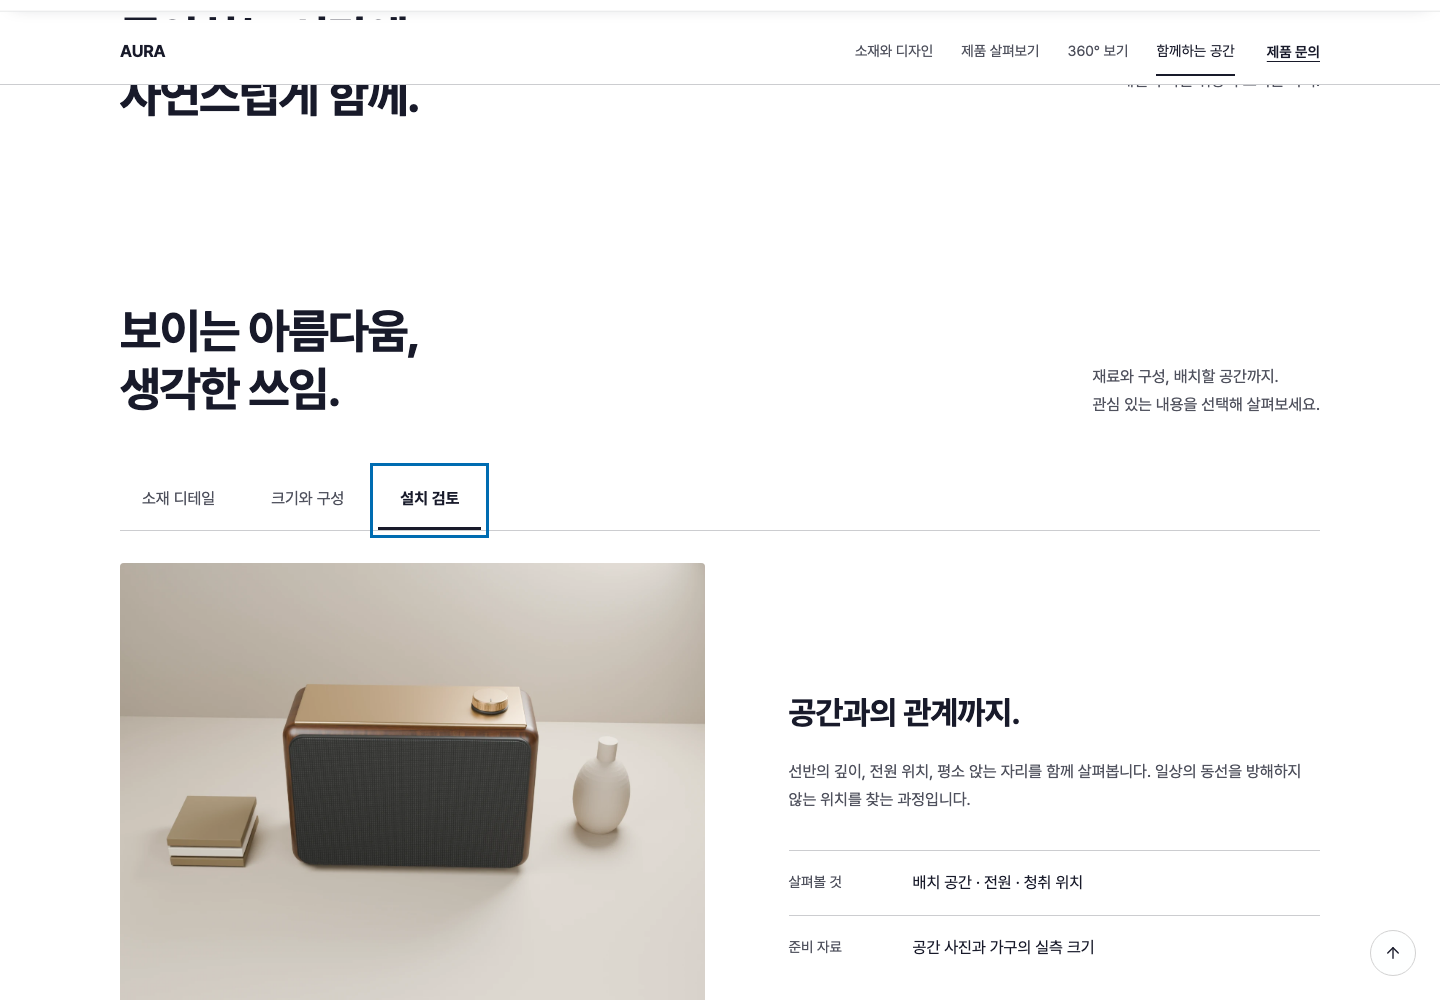 AURA
소재와 디자인
제품 살펴보기
360° 보기
함께하는 공간
제품 문의
자연스럽게 함께.
보이는 아름다움,
생각한 쓰임.
재료와 구성, 배치할 공간까지.
관심 있는 내용을 선택해 살펴보세요.
소재 디테일
크기와 구성
설치 검토
공간과의 관계까지.
선반의 깊이, 전원 위치, 평소 앉는 자리를 함께 살펴봅니다. 일상의 동선을 방해하지
않는 위치를 찾는 과정입니다.
살펴볼 것
배치 공간 · 전원 · 청취 위치
준비 자료
공간 사진과 가구의 실측 크기